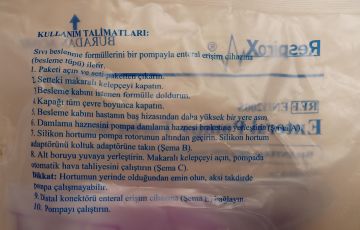 KULLANIM TALİMATLARI:
BURADAN
Sıvı beslenme formüllerini bir pompayla enteral erişim cihazına
(besleme tüpü) iletir.
1. Paketi açın ve seti paketten çıkarın.
2. Setteki makaralı kelepçeyi kapatın.
3. Besleme kabını istenen formülle doldurun.
4. Kapağı tüm çevre boyunca kapatın.
5. Besleme kabını hastanın baş hizasından daha yüksek bir yere asın.
6. Damlama haznesini pompa damlama haznesi braketine yerleştirin
7. Silikon hortumu pompa rotorunun altından geçirin. Silikon hortum
adaptörünü koltuk adaptörüne takın (Şema B).
8. Alt boruyu yuvaya yerleştirin. Makaralı kelepçeyi açın, pompada
otomatik hava tahliyesini çalıştırın (Şema C).
Dikkat: Hortumun yerinde olduğundan emin olun, aksi takdirde
pompa çalışmayabilir.
9. Distal konektörü enteral erişim cihazına bağlayın.
10. Pompayı çalıştırın.
RespiroX
REF